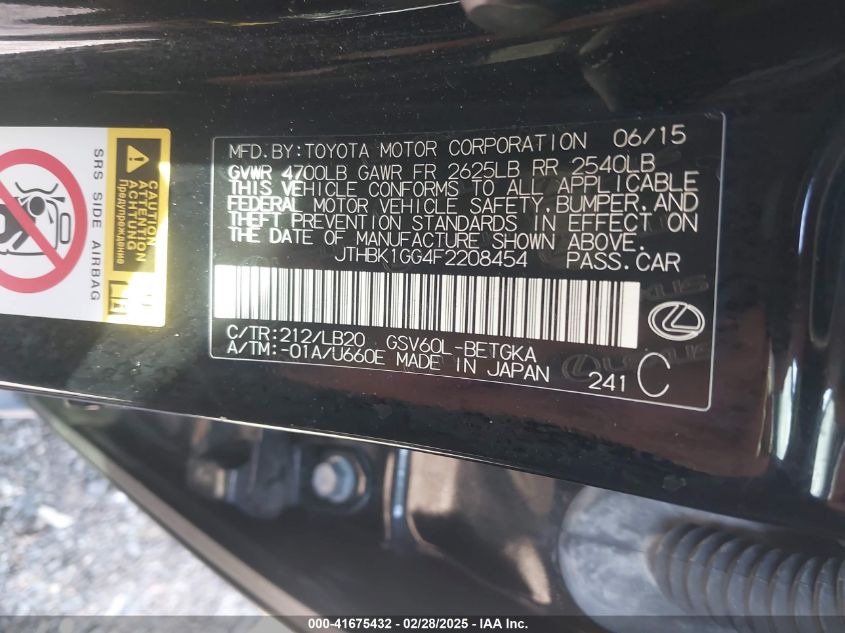 MFD. BY: TOYOTA MOTOR CORPORATION 06/15
GVWR 4700LB GAWR FR 2625LB RR 2540LB
THIS VEHICLE CONFORMS TO ALL APPLICABLE
FEDERAL MOTOR VEHICLE SAFETY, BUMPER, AND
THEFT PREVENTION STANDARDS IN EFFECT ON
THE DATE OF MANUFACTURE SHOWN ABOVE.
JTHBK1GG4F2208454 PASS. CAR
C/TR: 212/LB20 GSV60L-BETGKA
A/TM: -01A/U660E MADE IN JAPAN
241 C
SRS SIDE AIRBAG
CAUTION
ATTENTION
ACHTUNG
Предупреждение
000-41675432 - 02/28/2025 - IAA Inc.